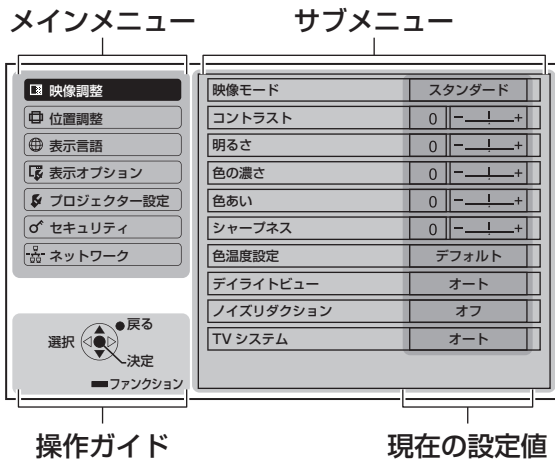 メインメニュー
サブメニュー
映像調整
位置調整
表示言語
表示オプション
プロジェクター設定
セキュリティ
ネットワーク
映像モード スタンダード
コントラスト 0 - +
明るさ 0 - +
色の濃さ 0 - +
色あい 0 - +
シャープネス 0 - +
色温度設定 デフォルト
デイライトビュー オート
ノイズリダクション オフ
TV システム オート
戻る
選択
決定
ファンクション
操作ガイド
現在の設定値